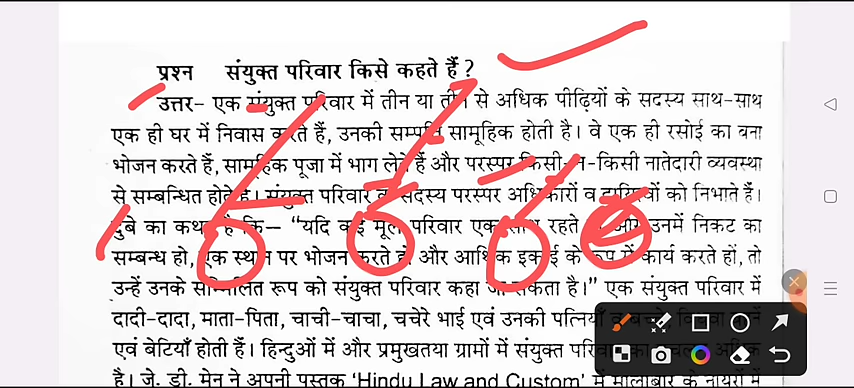 प्रश्न संयुक्त परिवार किसे कहते हैं ?
उत्तर- एक संयुक्त परिवार में तीन या तीन से अधिक पीढ़ियों के सदस्य साथ-साथ
एक ही घर में निवास करते हैं, उनकी सम्पत्ति सामूहिक होती है। वे एक ही रसोई का बना
भोजन करते हैं, सामूहिक पूजा में भाग लेते हैं और परस्पर किसी-न-किसी नातेदारी व्यवस्था
से सम्बन्धित होते हैं। संयुक्त परिवार के सदस्य परस्पर अधिकारों व दायित्वों को निभाते हैं।
दुबे का कथन है कि– “यदि कई मूल परिवार एक साथ रहते और उनमें निकट का
सम्बन्ध हो, एक स्थान पर भोजन करते हों और आर्थिक इकाई के रूप में कार्य करते हों, तो
उन्हें उनके सम्मिलित रूप को संयुक्त परिवार कहा जा सकता है।” एक संयुक्त परिवार में
दादी-दादा, माता-पिता, चाची-चाचा, चचेरे भाई एवं उनकी पत्नियाँ
एवं बेटियाँ होती हैं। हिन्दुओं में और प्रमुखतया ग्रामों में संयुक्त परिवार
है। जे. डी. मेन ने अपनी पुस्तक ‘Hindu Law and Custom’ में मालाबार के नायरों में